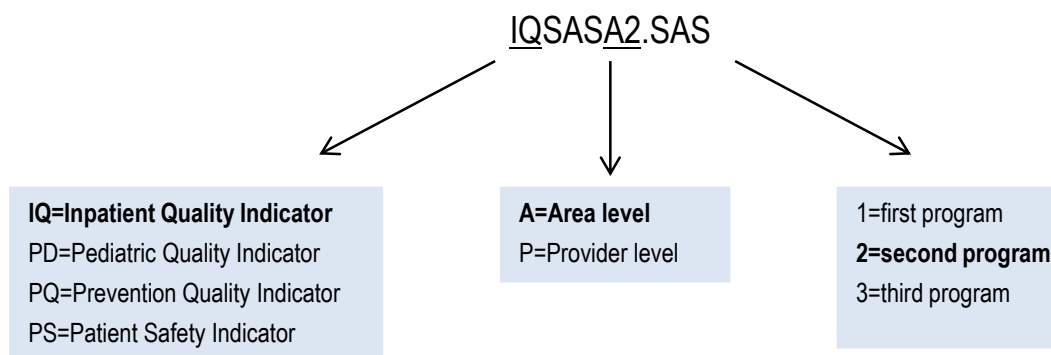 IQSASA2.SAS
IQ=Inpatient Quality Indicator
PD=Pediatric Quality Indicator
PQ=Prevention Quality Indicator
PS=Patient Safety Indicator
A=Area level
P=Provider level
1=first program
2=second program
3=third program